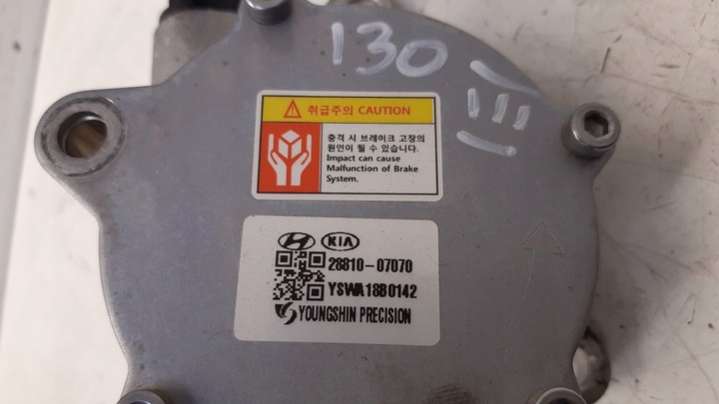 130
III
취급주의 CAUTION
충격 시 브레이크 고장의
원인이 될 수 있습니다.
Impact can cause
Malfunction of Brake
System.
KIA
28810-07070
YSWA18B0142
YOUNGSHIN PRECISION